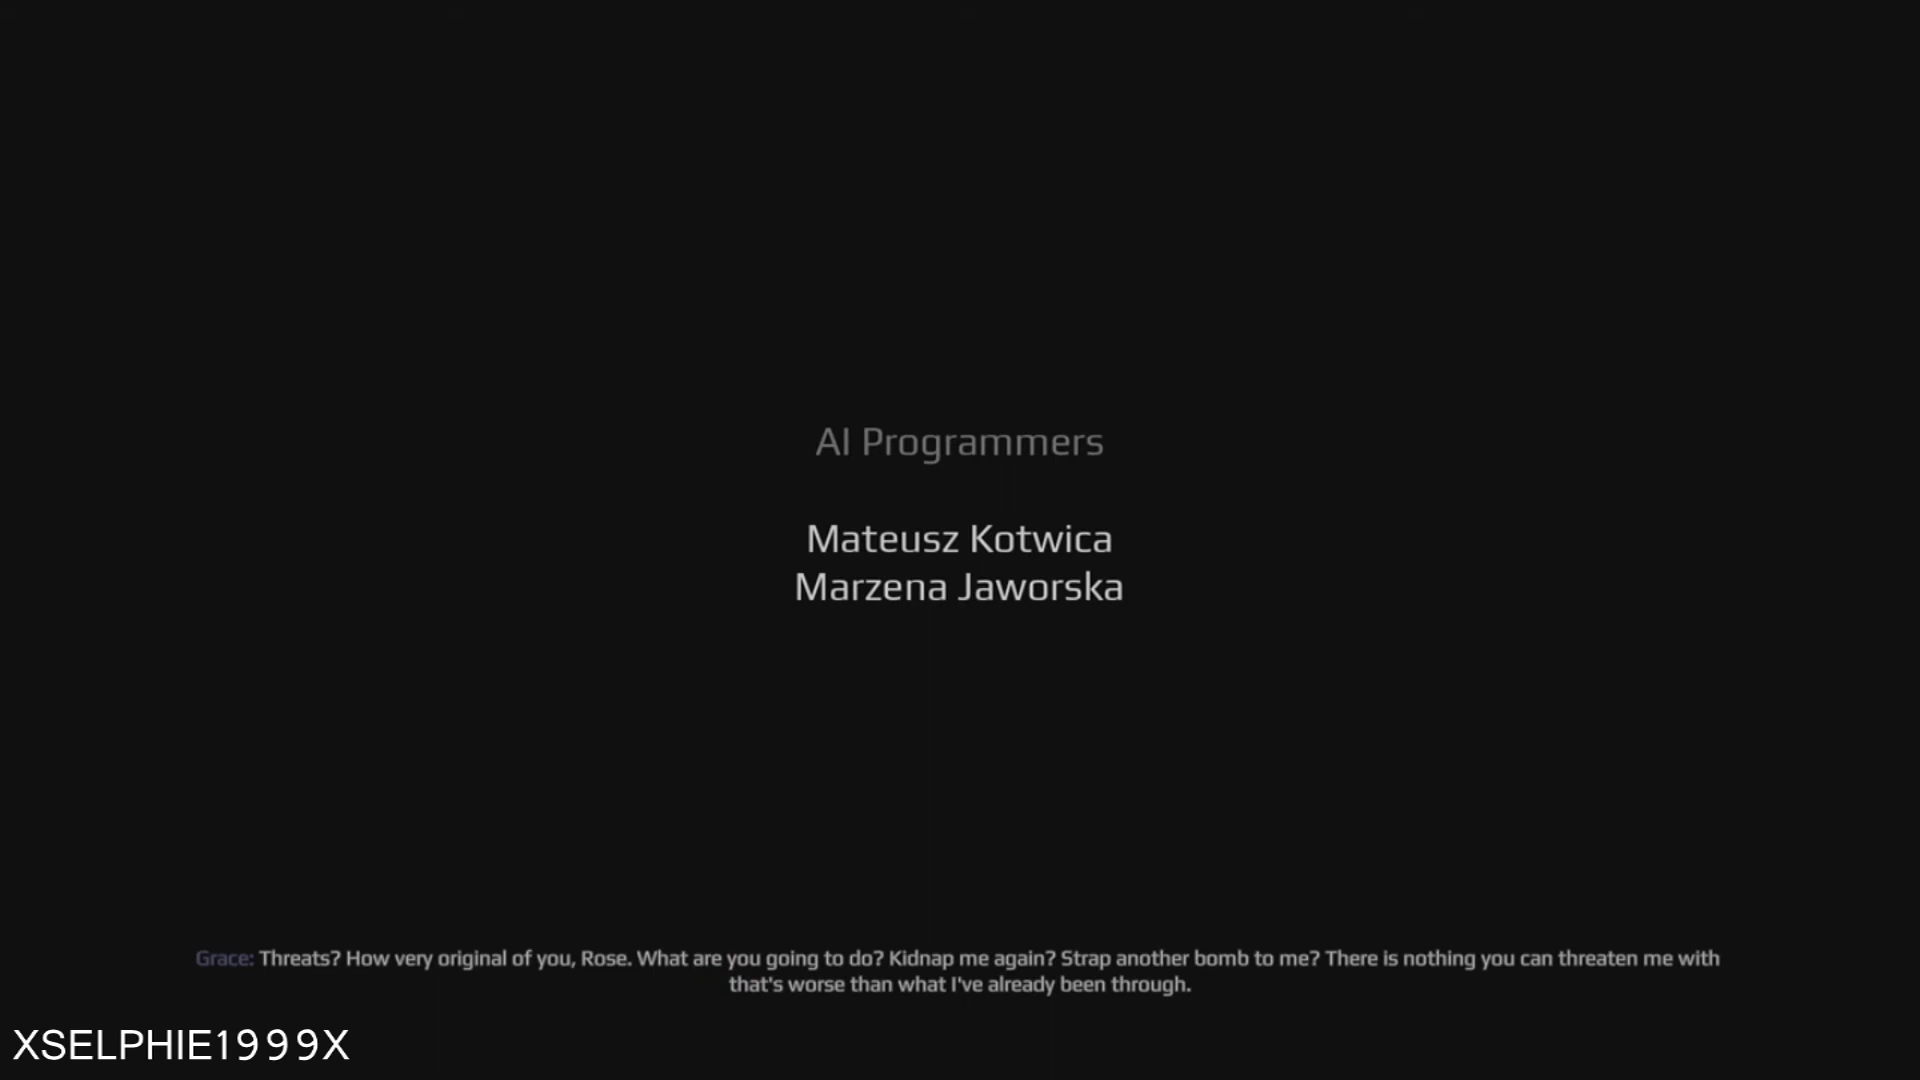 AI Programmers
Mateusz Kotwica
Marzena Jaworska
Grace: Threats? How very original of you, Rose. What are you going to do? Kidnap me again? Strap another bomb to me? There is nothing you can threaten me with
that's worse than what I've already been through.
XSELPHIE1999X